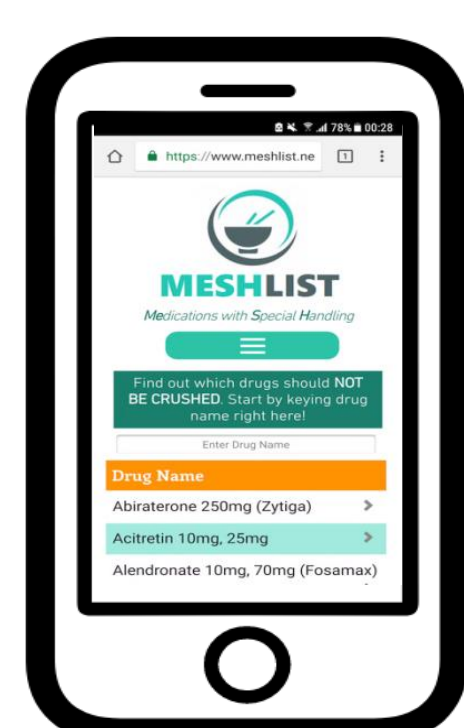 78% 00:28
https://www.meshlist.ne 1
MESHLIST
Medications with Special Handling
Find out which drugs should NOT
BE CRUSHED. Start by keying drug
name right here!
Enter Drug Name
Drug Name
Abiraterone 250mg (Zytiga)
Acitretin 10mg, 25mg
Alendronate 10mg, 70mg (Fosamax)